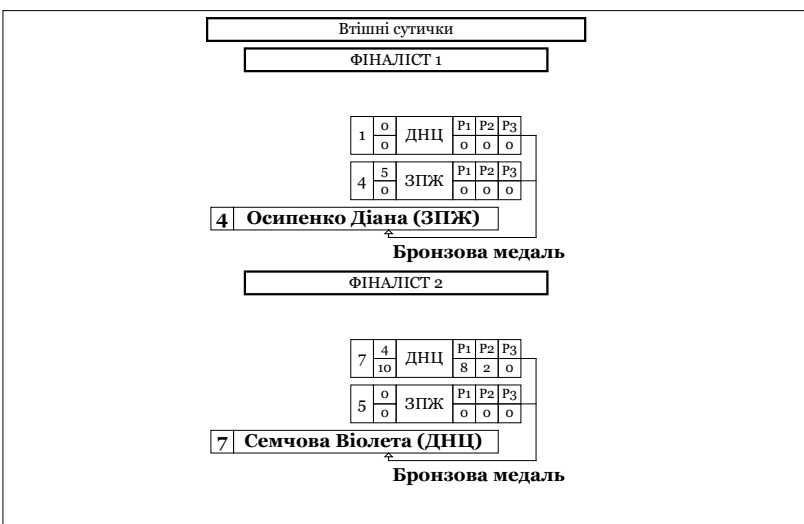 Втішні сутички
ФІНАЛІСТ 1
1 0 ДНЦ Р1 Р2 Р3
0 0 0 0
4 5 ЗПЖ Р1 Р2 Р3
0 0 0 0
4 Осипенко Діана (ЗПЖ)
Бронзова медаль
ФІНАЛІСТ 2
7 4 ДНЦ Р1 Р2 Р3
10 8 2 0
5 0 ЗПЖ Р1 Р2 Р3
0 0 0 0
7 Семчова Віолета (ДНЦ)
Бронзова медаль